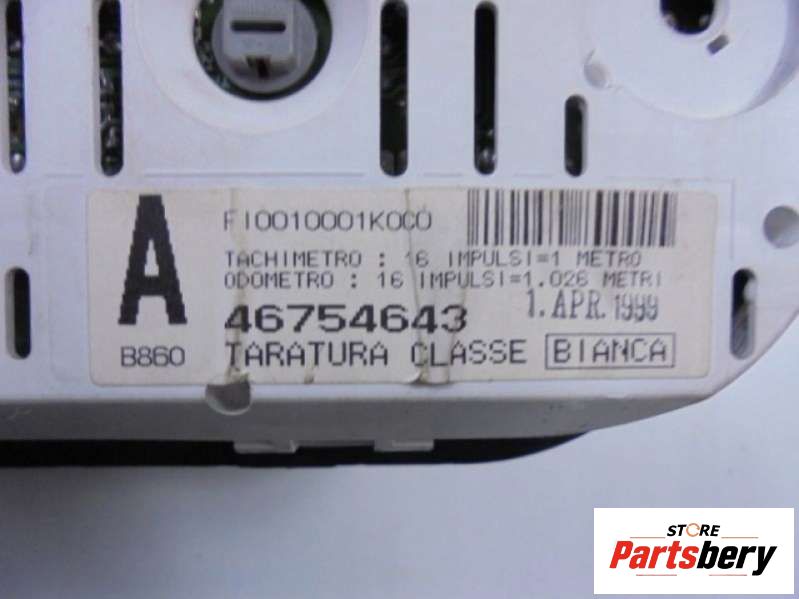 A
FI0010001K0C0
TACHIMETRO : 16 IMPULSI=1 METRO
ODOMETRO : 16 IMPULSI=1.026 METRI
46754643
1. APR. 1999
B860
TARATURA CLASSE BIANCA
STORE
Partsbery